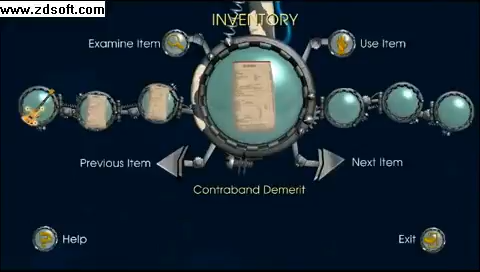 www.zdsoft.com
INVENTORY
Examine Item
Use Item
Previous Item
Next Item
Contraband Demerit
Help
Exit